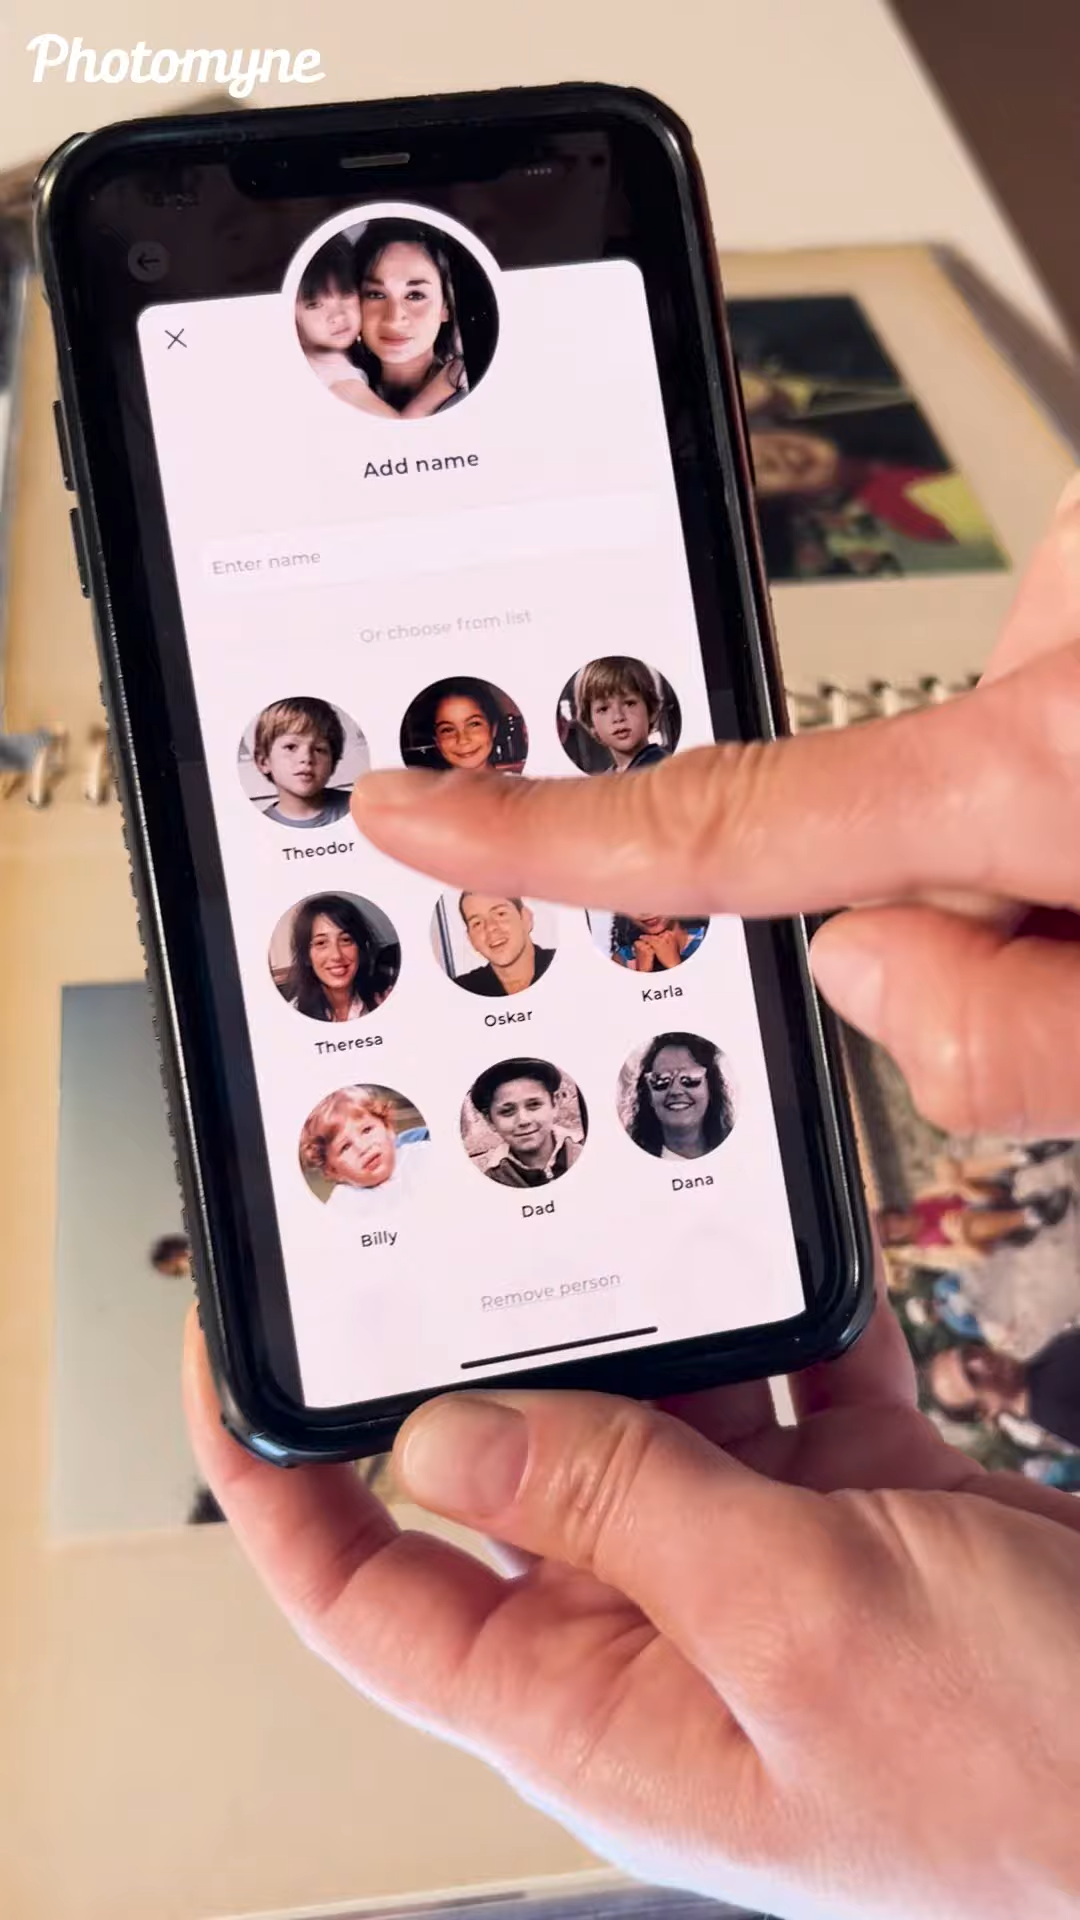 Photomyne
Add name
Enter name
Or choose from list
Theodor
Theresa
Oskar
Karla
Billy
Dad
Dana
Remove person